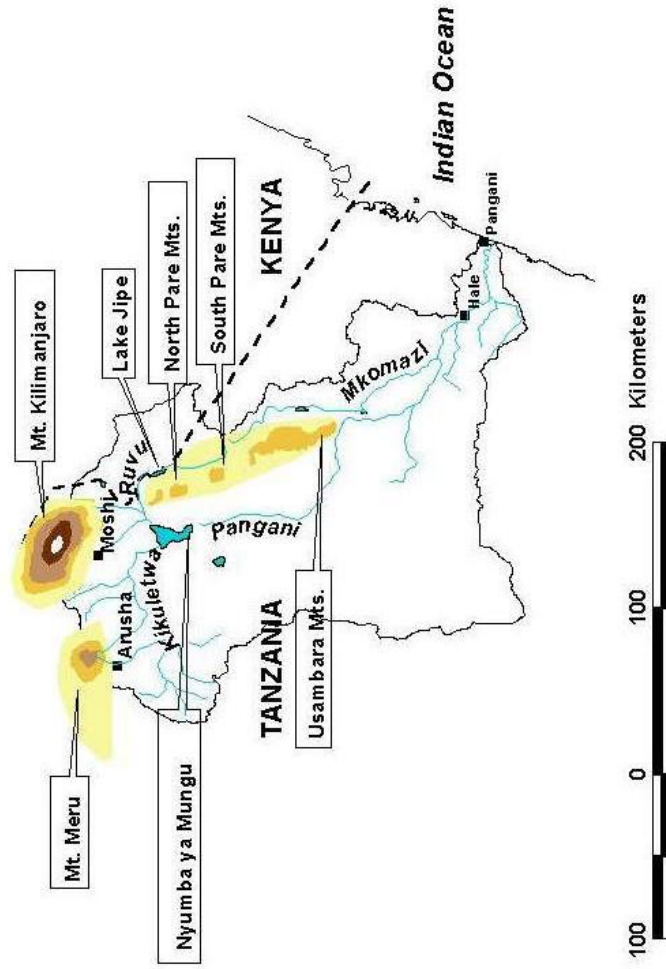 Mt. Kilimanjaro
Lake Jipe
North Pare Mts.
South Pare Mts.
KENYA
Indian Ocean
Mt. Meru
Arusha
Moshi
Ruvu
Kikuletwa
Pangani
Mkomazi
Hale
Pangani
TANZANIA
Nyumba ya Mungu
Usambara Mts.
100 0 100 200 Kilometers